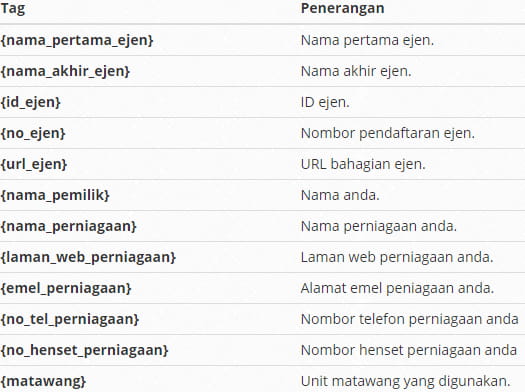 Tag Penerangan
{nama_pertama_ejen} Nama pertama ejen.
{nama_akhir_ejen} Nama akhir ejen.
{id_ejen} ID ejen.
{no_ejen} Nombor pendaftaran ejen.
{url_ejen} URL bahagian ejen.
{nama_pemilik} Nama anda.
{nama_perniagaan} Nama perniagaan anda.
{laman_web_perniagaan} Laman web perniagaan anda.
{emel_perniagaan} Alamat emel peniagaan anda.
{no_tel_perniagaan} Nombor telefon perniagaan anda
{no_henset_perniagaan} Nombor henset perniagaan anda
{matawang} Unit matawang yang digunakan.